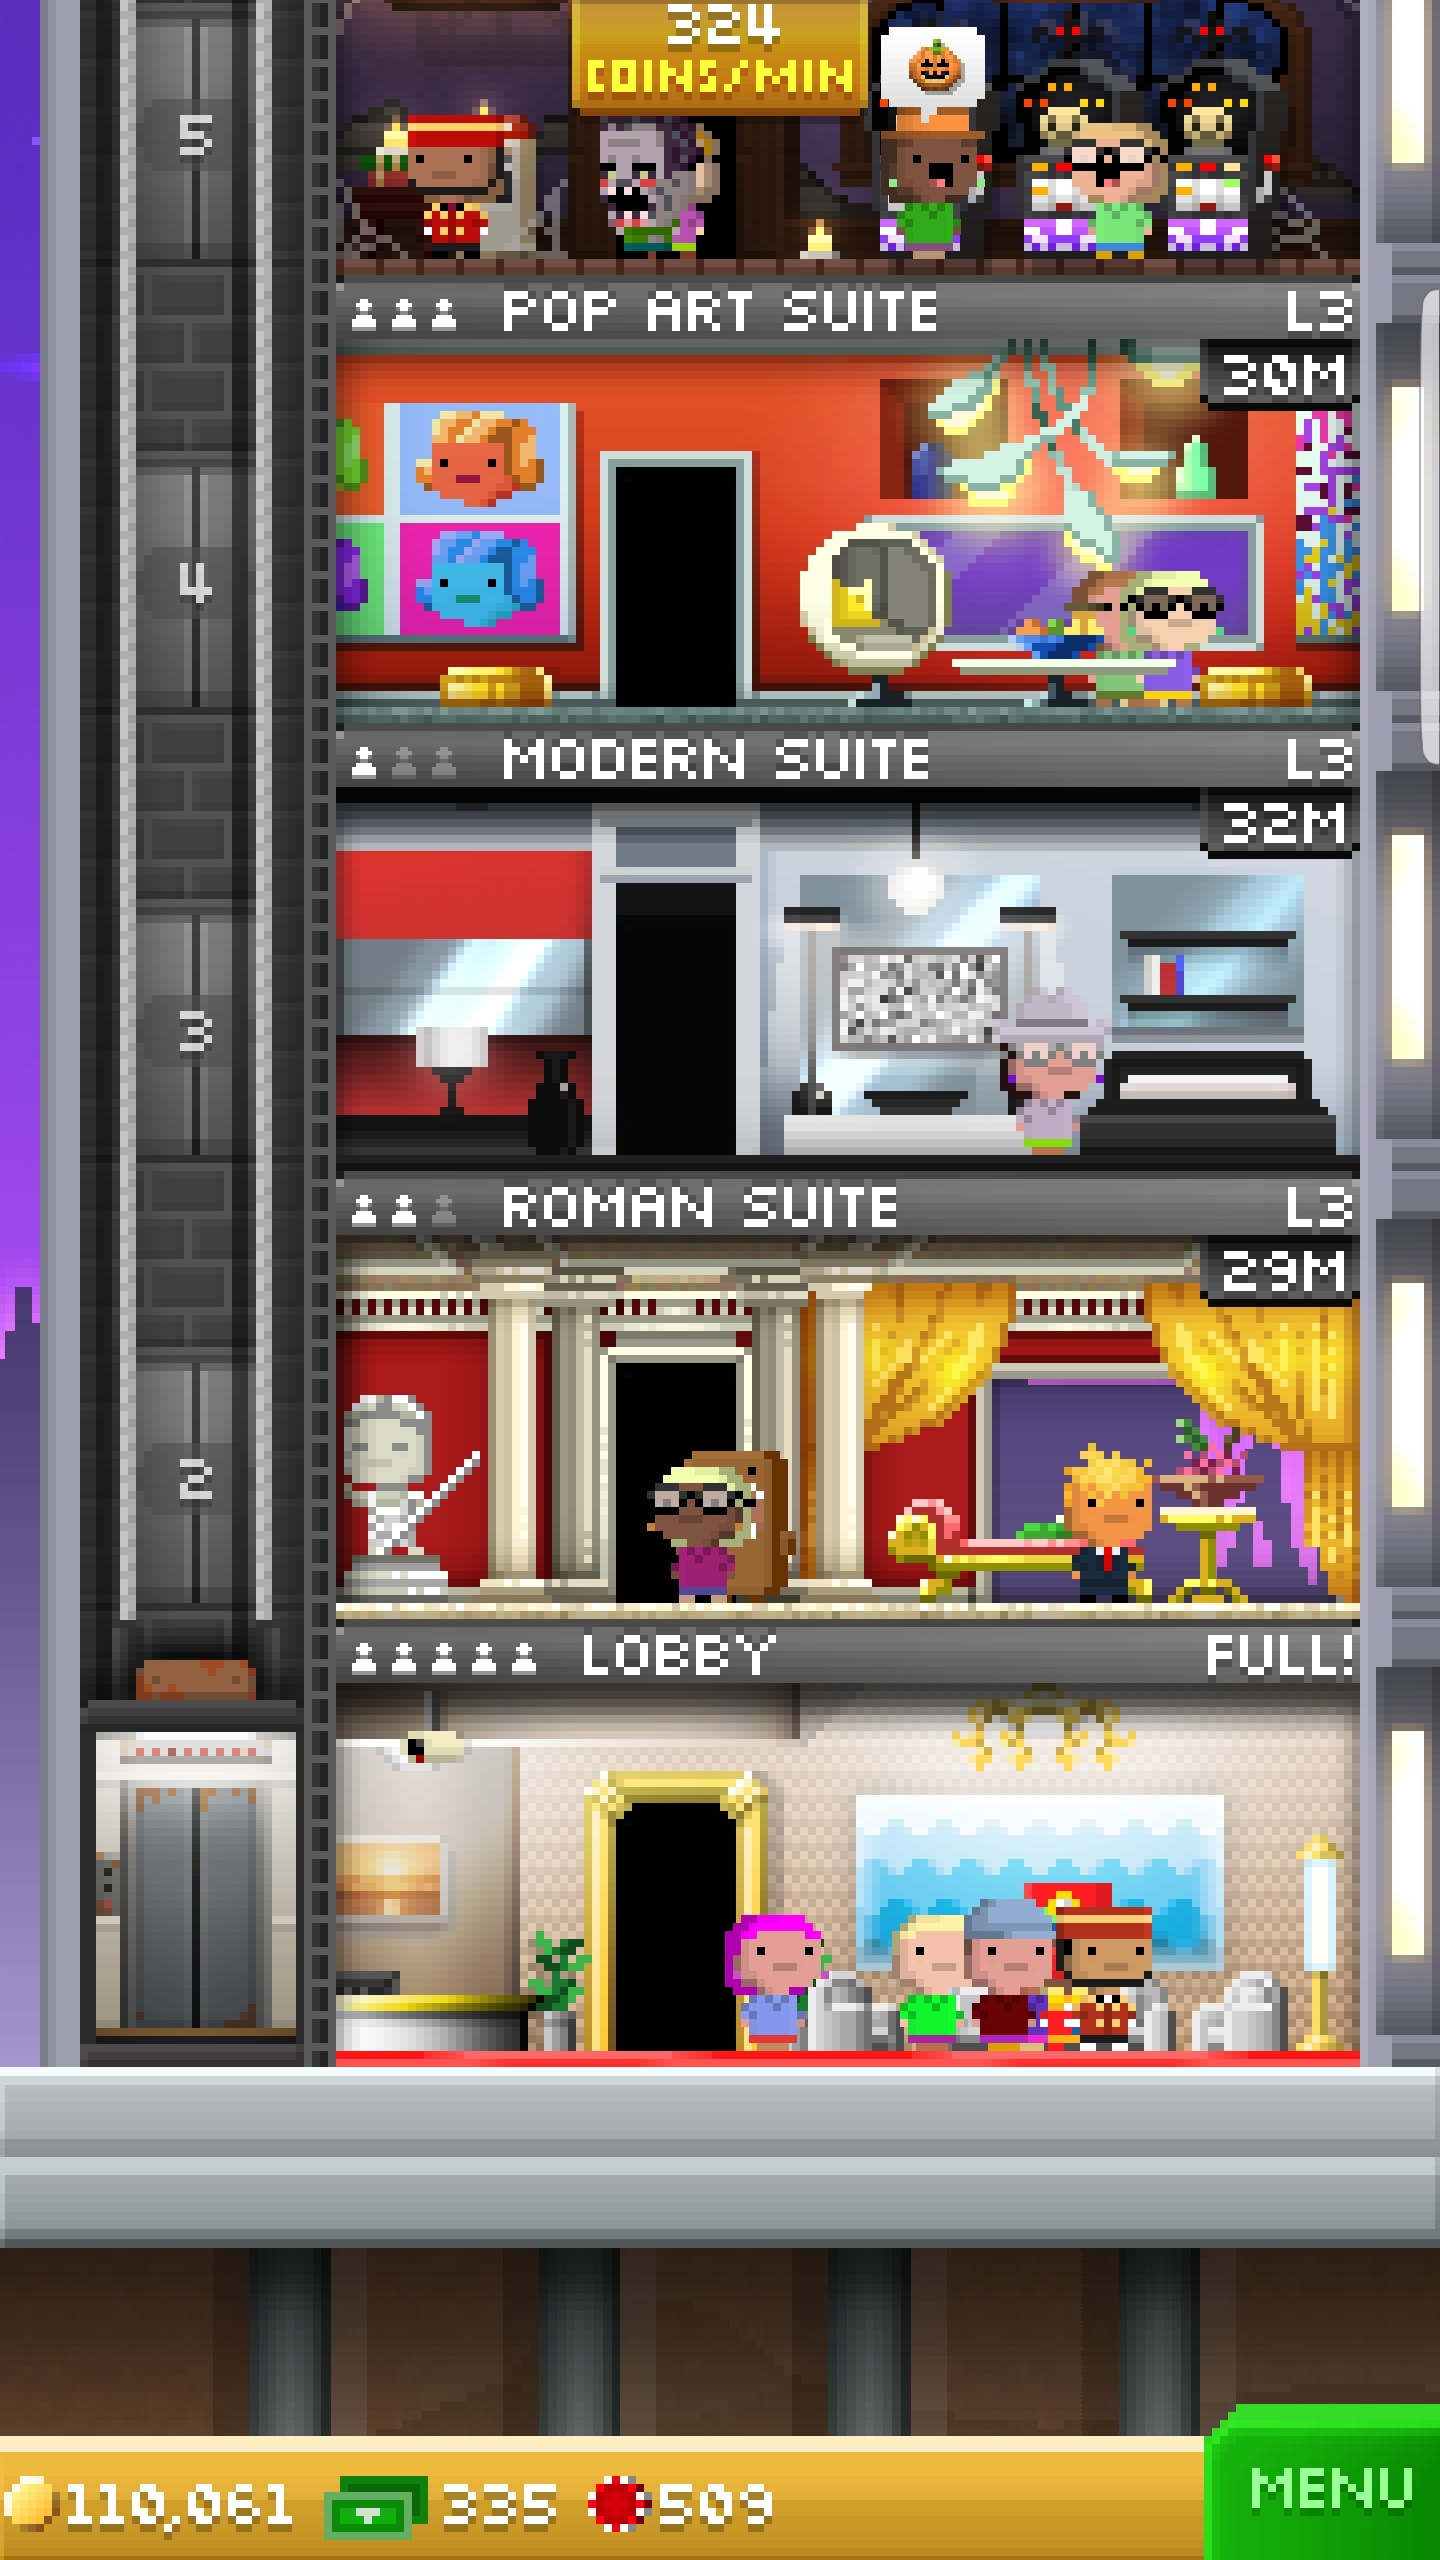 324
COINS/MIN
5
POP ART SUITE L3
30M
4
MODERN SUITE L3
32M
3
ROMAN SUITE L3
29M
2
LOBBY FULL!
110,061 335 509
MENU